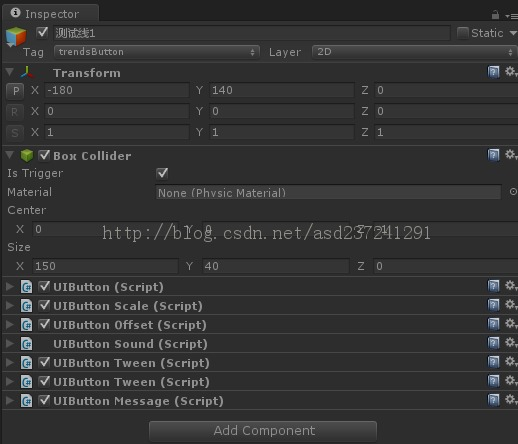 Inspector
测试线1
Static
Tag trendsButton Layer 2D
Transform
P X -180 Y 140 Z 0
R X 0 Y 0 Z 0
S X 1 Y 1 Z 1
Box Collider
Is Trigger
Material None (Physic Material)
Center
X 0 Y 0 Z -1
http://blog.csdn.net/asd237241291
Size
X 150 Y 40 Z 0
UIButton (Script)
UIButton Scale (Script)
UIButton Offset (Script)
UIButton Sound (Script)
UIButton Tween (Script)
UIButton Tween (Script)
UIButton Message (Script)
Add Component